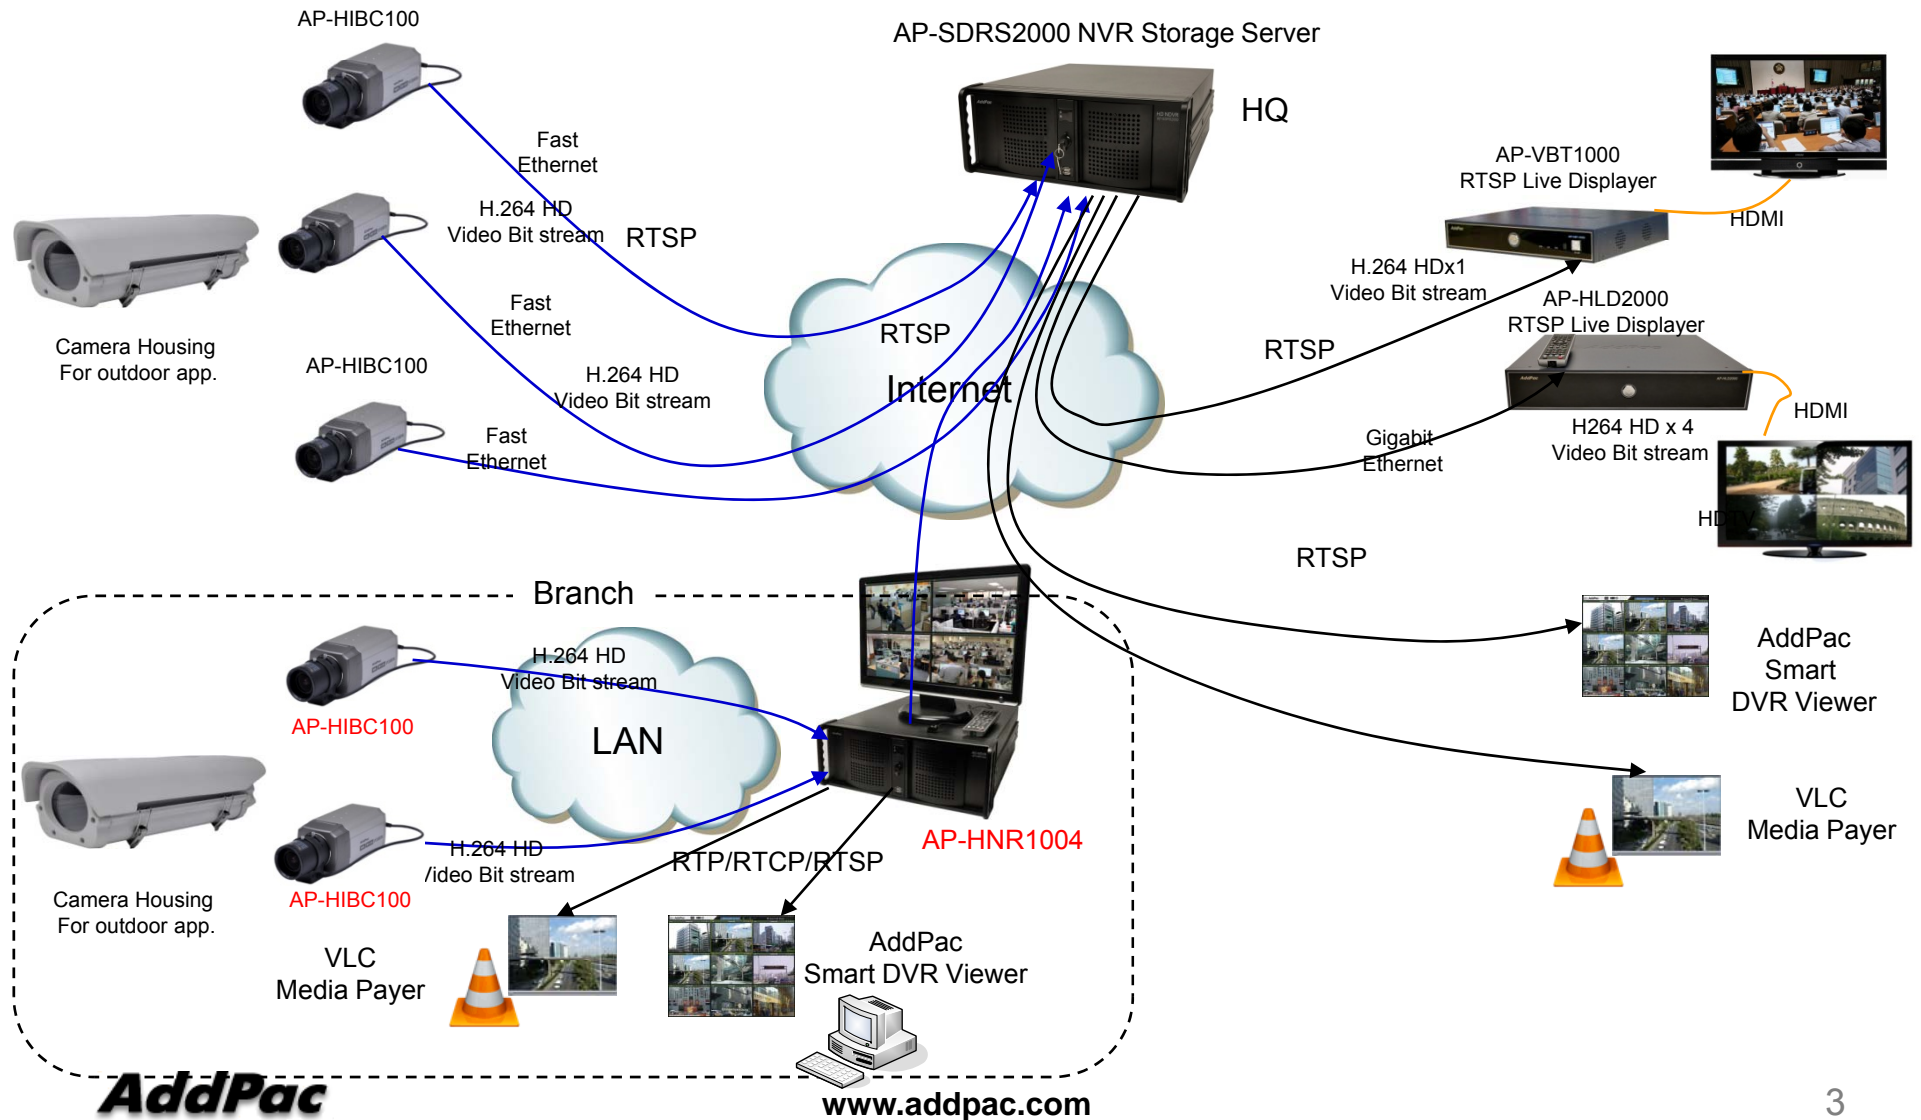 AP-HIBC100
AP-SDRS2000 NVR Storage Server
HQ
Fast
Ethernet
H.264 HD
Video Bit stream
RTSP
AP-VBT1000
RTSP Live Displayer
HDMI
H.264 HDx1
Video Bit stream
AP-HLD2000
RTSP Live Displayer
Fast
Ethernet
RTSP
RTSP
Camera Housing
For outdoor app.
AP-HIBC100
H.264 HD
Video Bit stream
Internet
AddPac
HDMI
Fast
Ethernet
Gigabit
Ethernet
H264 HD x 4
Video Bit stream
HDTV
RTSP
Branch
H.264 HD
Video Bit stream
AddPac
Smart
DVR Viewer
AP-HIBC100
LAN
VLC
Media Payer
AP-HNR1004
H.264 HD
Video Bit stream
RTP/RTCP/RTSP
AP-HIBC100
Camera Housing
For outdoor app.
VLC
Media Payer
AddPac
Smart DVR Viewer
AddPac
www.addpac.com
3